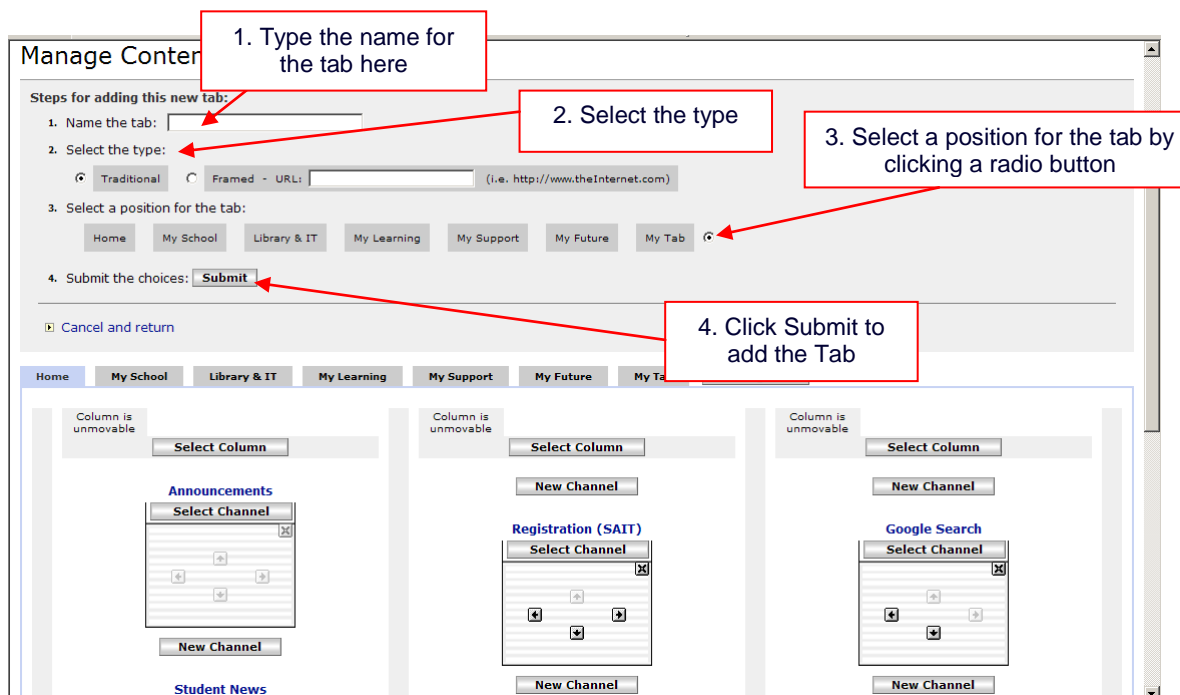 1. Type the name for
the tab here
Manage Conten
Steps for adding this new tab:
1. Name the tab:
2. Select the type
2. Select the type:
3. Select a position for the tab by
clicking a radio button
Traditional Framed - URL: (i.e. http://www.theInternet.com)
3. Select a position for the tab:
Home My School Library & IT My Learning My Support My Future My Tab
4. Submit the choices: Submit
4. Click Submit to
add the Tab
Cancel and return
Home My School Library & IT My Learning My Support My Future My Ta
Column is
unmovable
Select Column
Announcements
Select Channel
New Channel
Student News
Column is
unmovable
Select Column
New Channel
Registration (SAIT)
Select Channel
New Channel
Column is
unmovable
Select Column
New Channel
Google Search
Select Channel
New Channel